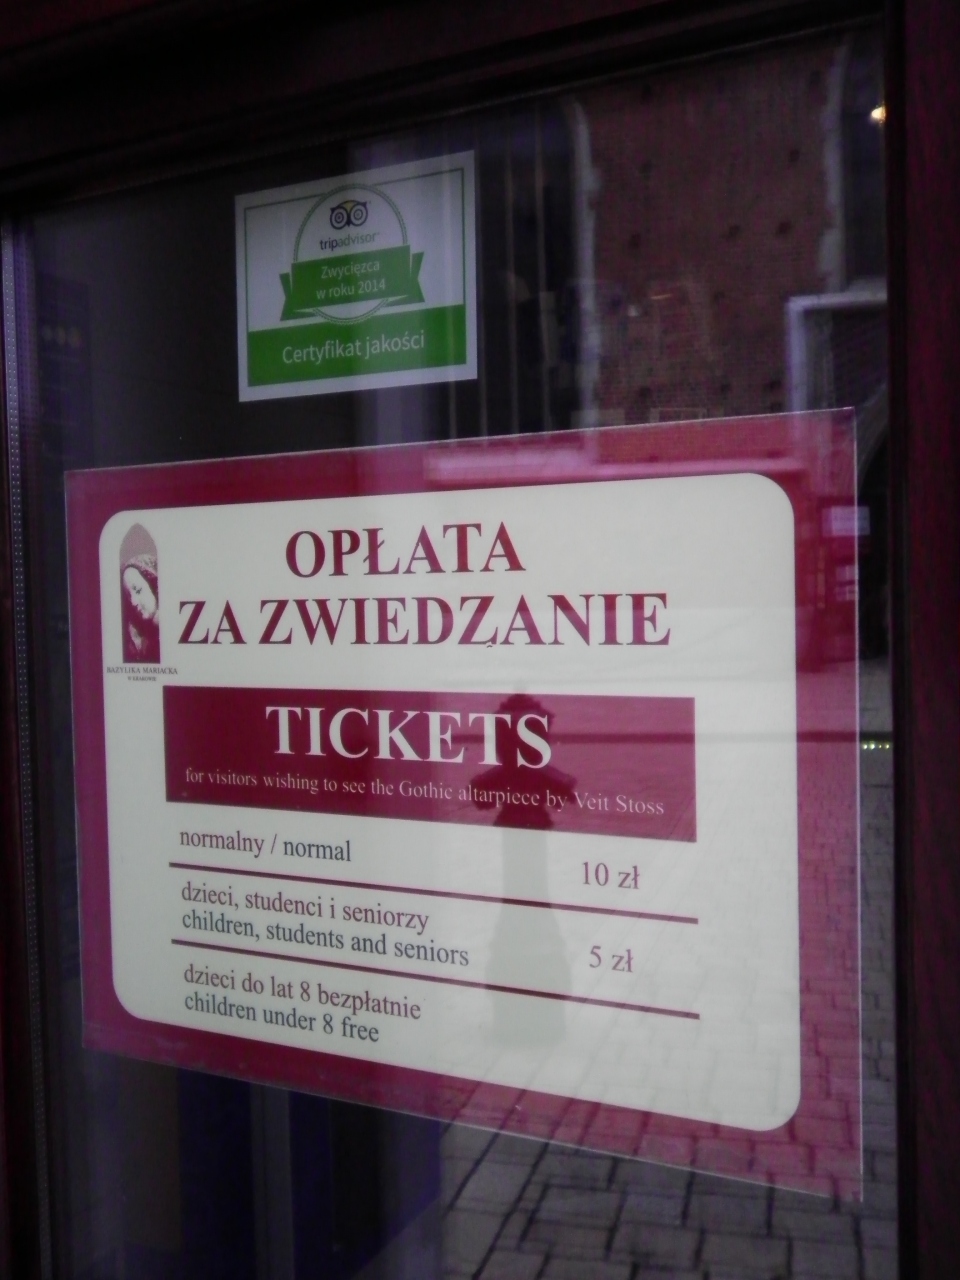 tripadvisor
Zwycięzca
w roku 2014
Certyfikat jakości
OPŁATA
ZA ZWIEDZANIE
BAZYLIKA MARIACKA
W KRAKOWIE
TICKETS
for visitors wishing to see the Gothic altarpiece by Veit Stoss
normalny / normal
10 zł
dzieci, studenci i seniorzy
children, students and seniors
5 zł
dzieci do lat 8 bezpłatnie
children under 8 free